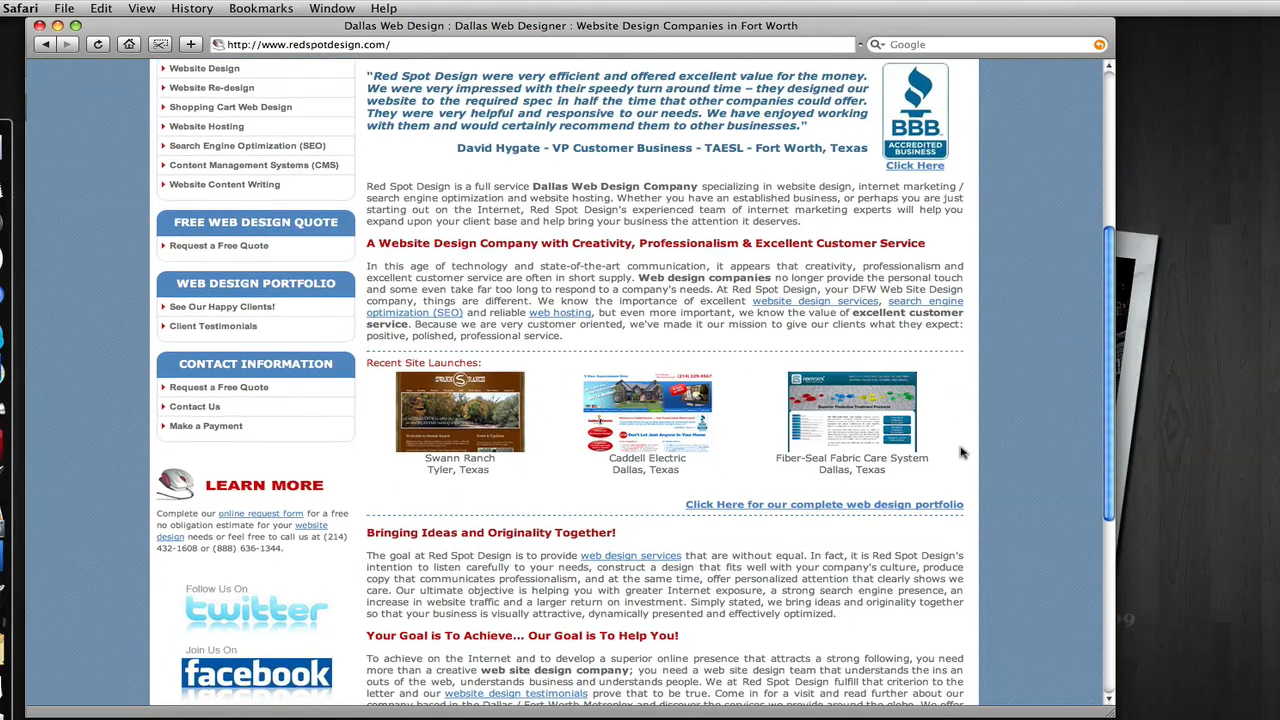 Safari File Edit View History Bookmarks Window Help
Dallas Web Design : Dallas Web Designer : Website Design Companies in Fort Worth
http://www.redspotdesign.com/
Google
Website Design
Website Re-design
Shopping Cart Web Design
Website Hosting
Search Engine Optimization (SEO)
Content Management Systems (CMS)
Website Content Writing
FREE WEB DESIGN QUOTE
Request a Free Quote
WEB DESIGN PORTFOLIO
See Our Happy Clients!
Client Testimonials
CONTACT INFORMATION
Request a Free Quote
Contact Us
Make a Payment
LEARN MORE
Complete our online request form for a free
no obligation estimate for your website
design needs or feel free to call us at (214)
432-1608 or (888) 636-1344.
Follow Us On
twitter
Join Us On
facebook
"Red Spot Design were very efficient and offered excellent value for the money.
We were very impressed with their speedy turn around time – they designed our
website to the required spec in half the time that other companies could offer.
They were very helpful and responsive to our needs. We have enjoyed working
with them and would certainly recommend them to other businesses."
David Hygate - VP Customer Business - TAESL - Fort Worth, Texas
BBB
ACCREDITED
BUSINESS
Click Here
Red Spot Design is a full service Dallas Web Design Company specializing in website design, internet marketing /
search engine optimization and website hosting. Whether you have an established business, or perhaps you are just
starting out on the Internet, Red Spot Design's experienced team of internet marketing experts will help you
expand upon your client base and help bring your business the attention it deserves.
A Website Design Company with Creativity, Professionalism & Excellent Customer Service
In this age of technology and state-of-the-art communication, it appears that creativity, professionalism and
excellent customer service are often in short supply. Web design companies no longer provide the personal touch
and some even take far too long to respond to a company's needs. At Red Spot Design, your DFW Web Site Design
company, things are different. We know the importance of excellent website design services, search engine
optimization (SEO) and reliable web hosting, but even more important, we know the value of excellent customer
service. Because we are very customer oriented, we've made it our mission to give our clients what they expect:
positive, polished, professional service.
Recent Site Launches:
SWANN RANCH
Swann Ranch
Tyler, Texas
Caddell Electric
Dallas, Texas
Fiber-Seal Fabric Care System
Dallas, Texas
Click Here for our complete web design portfolio
Bringing Ideas and Originality Together!
The goal at Red Spot Design is to provide web design services that are without equal. In fact, it is Red Spot Design's
intention to listen carefully to your needs, construct a design that fits well with your company's culture, produce
copy that communicates professionalism, and at the same time, offer personalized attention that clearly shows we
care. Our ultimate objective is helping you with greater Internet exposure, a strong search engine presence, an
increase in website traffic and a larger return on investment. Simply stated, we bring ideas and originality together
so that your business is visually attractive, dynamically presented and effectively optimized.
Your Goal is To Achieve... Our Goal is To Help You!
To achieve on the Internet and to develop a superior online presence that attracts a strong following, you need
more than a creative web site design company; you need a web site design team that understands the ins an
outs of the web, understands business and understands people. We at Red Spot Design fulfill that criterion to the
letter and our website design testimonials prove that to be true. Come in for a visit and read further about our
company based in the Dallas / Fort Worth Metroplex and discover the services we provide around the globe. We offer